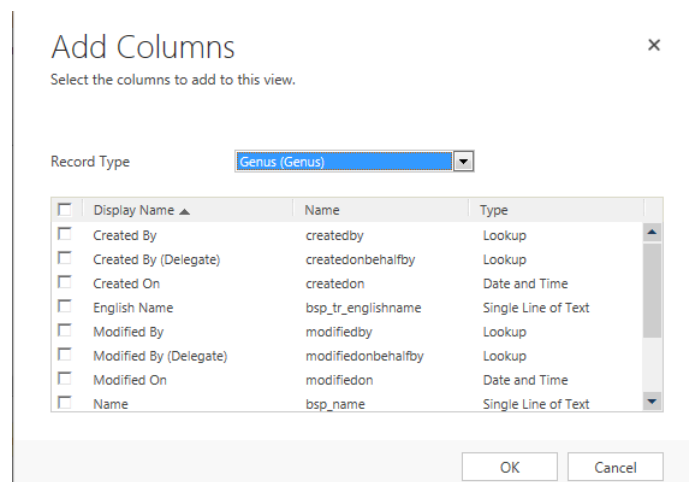 Add Columns
Select the columns to add to this view.
Record Type Genus (Genus)
Display Name Name Type
Created By createdby Lookup
Created By (Delegate) createdonbehalfby Lookup
Created On createdon Date and Time
English Name bsp_tr_englishname Single Line of Text
Modified By modifiedby Lookup
Modified By (Delegate) modifiedonbehalfby Lookup
Modified On modifiedon Date and Time
Name bsp_name Single Line of Text
OK Cancel